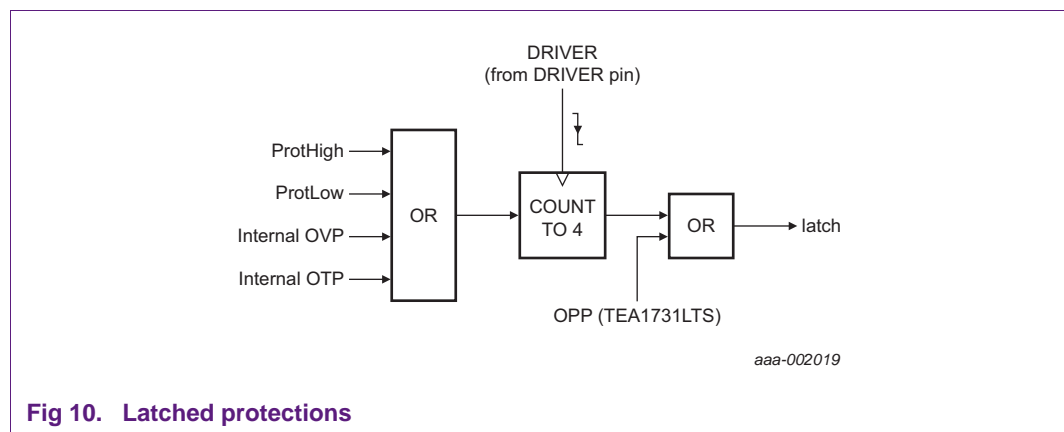 DRIVER
(from DRIVER pin)
ProtHigh
ProtLow
Internal OVP
Internal OTP
OR
COUNT
TO 4
OR
latch
OPP (TEA1731LTS)
aaa-002019
Fig 10. Latched protections